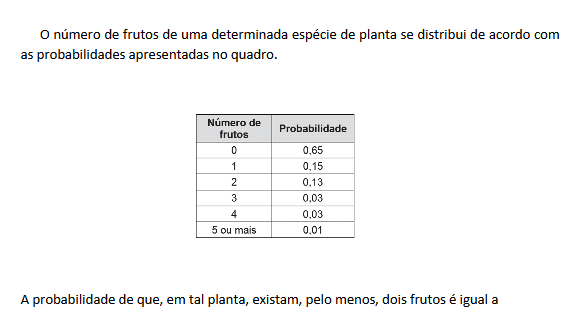 O número de frutos de uma determinada espécie de planta se distribui de acordo com
as probabilidades apresentadas no quadro.
Número de
frutos
Probabilidade
0 0,65
1 0,15
2 0,13
3 0,03
4 0,03
5 ou mais 0,01
A probabilidade de que, em tal planta, existam, pelo menos, dois frutos é igual a